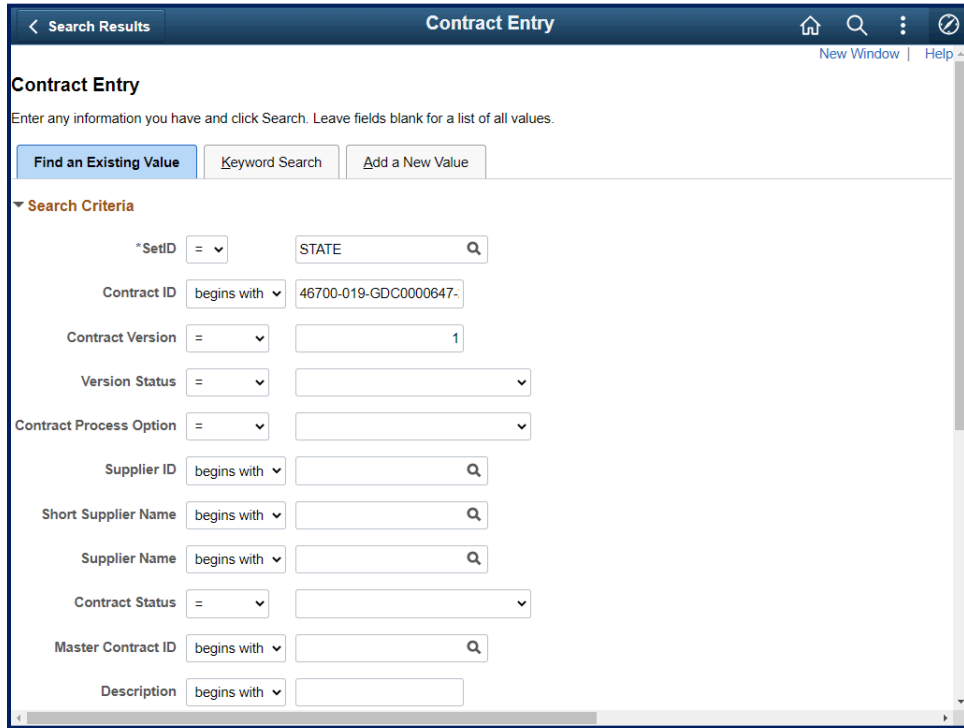 Search Results
Contract Entry
New Window | Help
Contract Entry
Enter any information you have and click Search. Leave fields blank for a list of all values.
Find an Existing Value Keyword Search Add a New Value
Search Criteria
*SetID = STATE
Contract ID begins with 46700-019-GDC0000647-
Contract Version = 1
Version Status =
Contract Process Option =
Supplier ID begins with
Short Supplier Name begins with
Supplier Name begins with
Contract Status =
Master Contract ID begins with
Description begins with